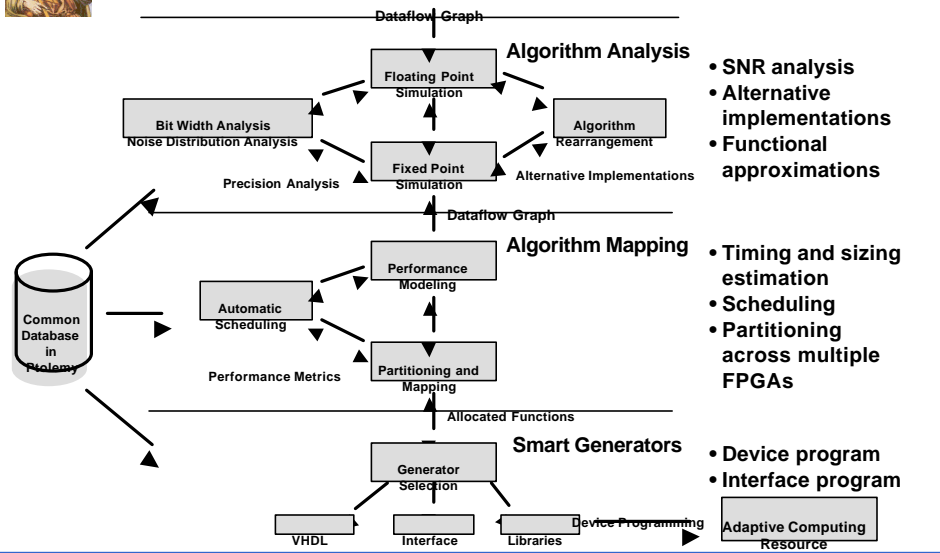 Dataflow Graph
Algorithm Analysis
Floating Point
Simulation
Bit Width Analysis
Noise Distribution Analysis
Algorithm
Rearrangement
Fixed Point
Simulation
Precision Analysis
Alternative Implementations
• SNR analysis
• Alternative
implementations
• Functional
approximations
Dataflow Graph
Algorithm Mapping
Performance
Modeling
Automatic
Scheduling
Partitioning and
Mapping
Performance Metrics
• Timing and sizing
estimation
• Scheduling
• Partitioning
across multiple
FPGAs
Common
Database
in
Ptolemy
Allocated Functions
Smart Generators
Generator
Selection
VHDL
Interface
Libraries
Device Programming
• Device program
• Interface program
Adaptive Computing
Resource